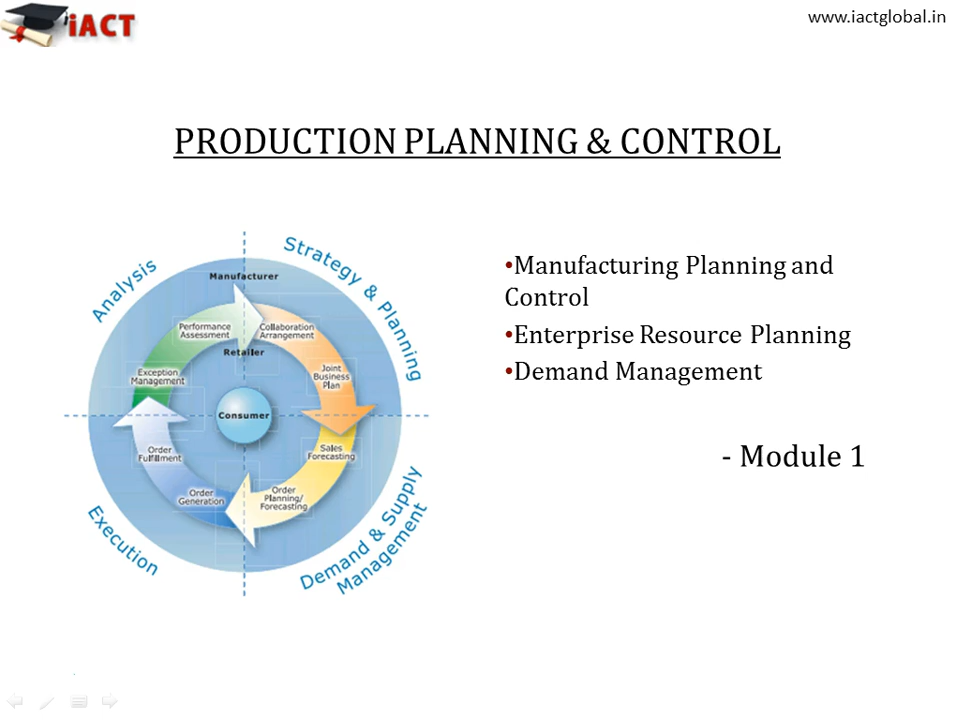 iACT
www.iactglobal.in
PRODUCTION PLANNING & CONTROL
Analysis
Strategy & Planning
Manufacturer
Performance
Assessment
Collaboration
Arrangement
Retailer
Exception
Management
Joint
Business
Plan
Consumer
Order
Fulfillment
Sales
Forecasting
Order
Generation
Order
Planning/
Forecasting
Execution
Demand & Supply
Management
•Manufacturing Planning and
Control
•Enterprise Resource Planning
•Demand Management
- Module 1